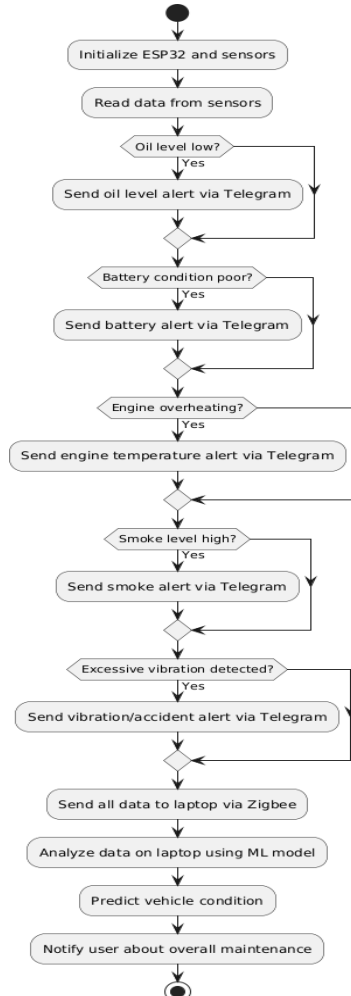 Initialize ESP32 and sensors
Read data from sensors
Oil level low?
Yes
Send oil level alert via Telegram
Battery condition poor?
Yes
Send battery alert via Telegram
Engine overheating?
Yes
Send engine temperature alert via Telegram
Smoke level high?
Yes
Send smoke alert via Telegram
Excessive vibration detected?
Yes
Send vibration/accident alert via Telegram
Send all data to laptop via Zigbee
Analyze data on laptop using ML model
Predict vehicle condition
Notify user about overall maintenance